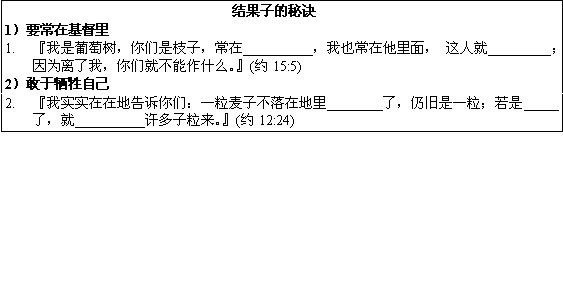 结果子的秘诀
1）要常在基督里
1. 『我是葡萄树，你们是枝子，常在__________，我也常在他里面， 这人就_________；
因为离了我，你们就不能作什么。』(约 15:5)
2）敢于牺牲自己
2. 『我实实在在地告诉你们：一粒麦子不落在地里________了，仍旧是一粒；若是_____
了，就__________许多子粒来。』(约 12:24)